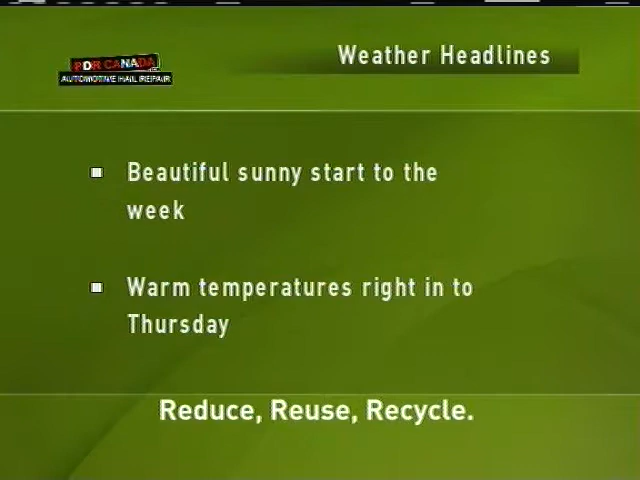 Weather Headlines
PDR CANADA
AUTOMOTIVE HAIL REPAIR
Beautiful sunny start to the
week
Warm temperatures right in to
Thursday
Reduce, Reuse, Recycle.